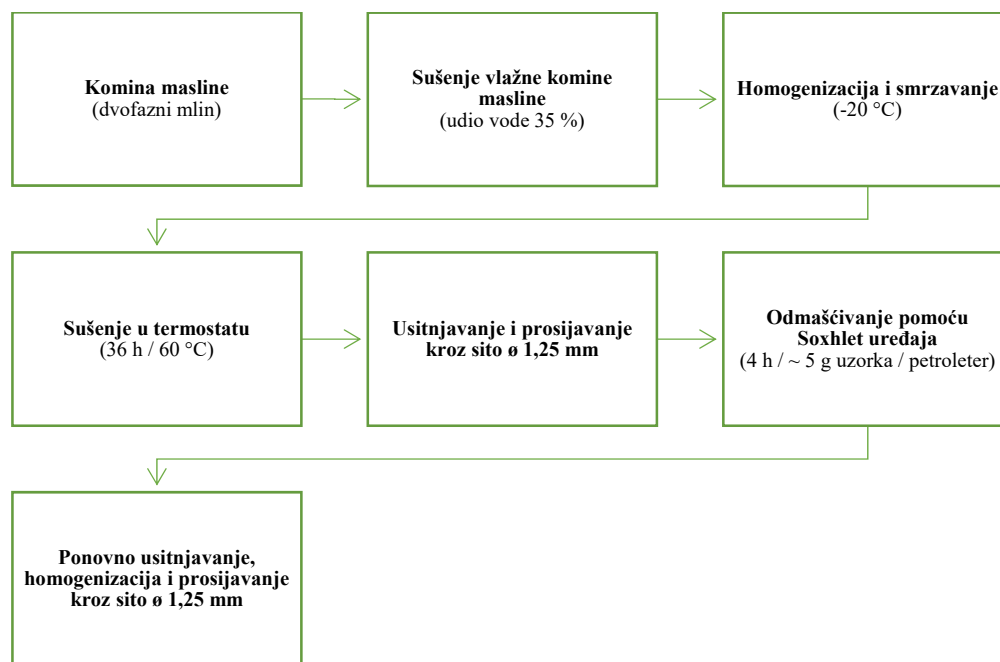 Komina masline
(dvofazni mlin)
Sušenje vlažne komine
masline
(udio vode 35 %)
Homogenizacija i smrzavanje
(-20 °C)
Sušenje u termostatu
(36 h / 60 °C)
Usitnjavanje i prosijavanje
kroz sito ø 1,25 mm
Odmašćivanje pomoću
Soxhlet uređaja
(4 h / ~ 5 g uzorka / petroleter)
Ponovno usitnjavanje,
homogenizacija i prosijavanje
kroz sito ø 1,25 mm